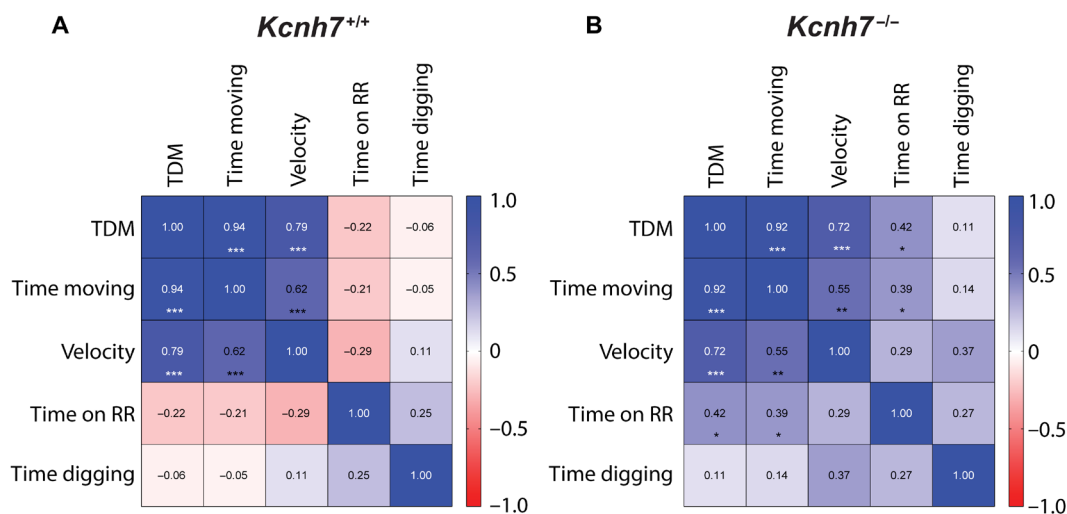 A
Kcnh7+/+
TDM
Time moving
Velocity
Time on RR
Time digging
TDM 1.00 0.94 0.79 −0.22 −0.06
*** ***
Time moving 0.94 1.00 0.62 −0.21 −0.05
*** ***
Velocity 0.79 0.62 1.00 −0.29 0.11
*** ***
Time on RR −0.22 −0.21 −0.29 1.00 0.25
Time digging −0.06 −0.05 0.11 0.25 1.00
1.0
0.5
0
−0.5
−1.0
B
Kcnh7−/−
TDM
Time moving
Velocity
Time on RR
Time digging
TDM 1.00 0.92 0.72 0.42 0.11
*** *** *
Time moving 0.92 1.00 0.55 0.39 0.14
*** ** *
Velocity 0.72 0.55 1.00 0.29 0.37
*** **
Time on RR 0.42 0.39 0.29 1.00 0.27
* *
Time digging 0.11 0.14 0.37 0.27 1.00
1.0
0.5
0
−0.5
−1.0